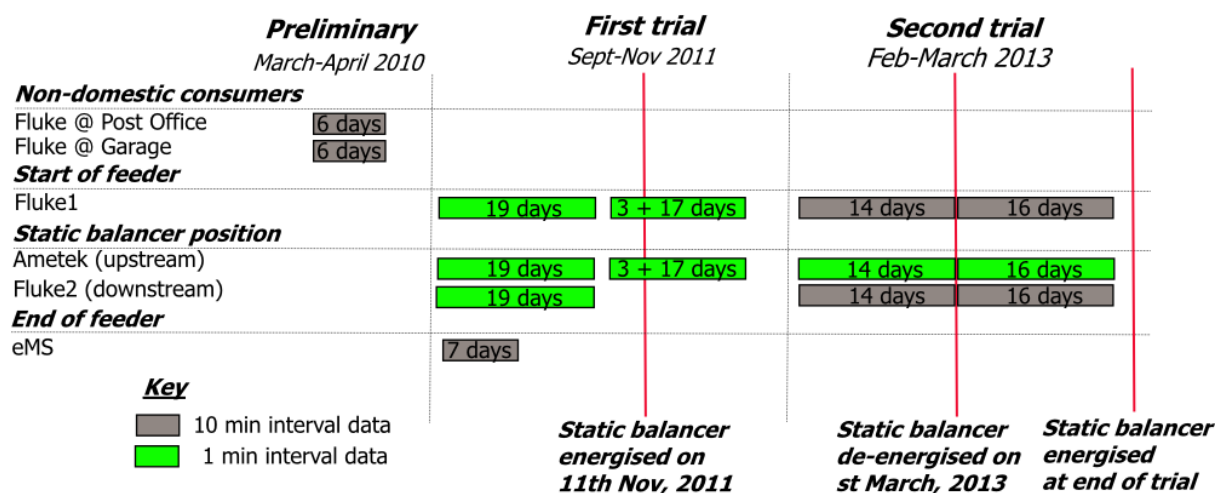 Preliminary
First trial
Second trial
March-April 2010
Sept-Nov 2011
Feb-March 2013
Non-domestic consumers
Fluke @ Post Office
6 days
Fluke @ Garage
6 days
Start of feeder
Fluke1
19 days
3 + 17 days
14 days
16 days
Static balancer position
Ametek (upstream)
19 days
3 + 17 days
14 days
16 days
Fluke2 (downstream)
19 days
14 days
16 days
End of feeder
eMS
7 days
Key
10 min interval data
1 min interval data
Static balancer
energised on
11th Nov, 2011
Static balancer
de-energised on
st March, 2013
Static balancer
energised
at end of trial